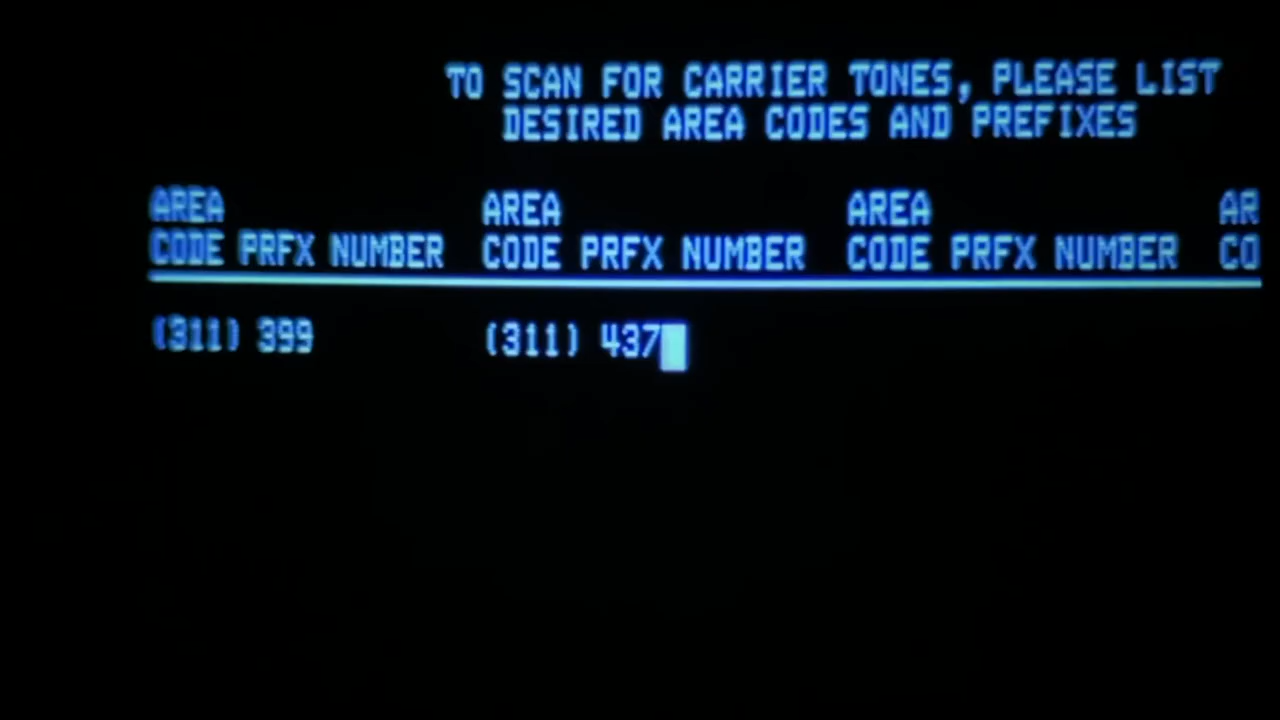 TO SCAN FOR CARRIER TONES, PLEASE LIST
DESIRED AREA CODES AND PREFIXES
AREA AREA AREA AR
CODE PRFX NUMBER CODE PRFX NUMBER CODE PRFX NUMBER CO
(311) 399 (311) 437